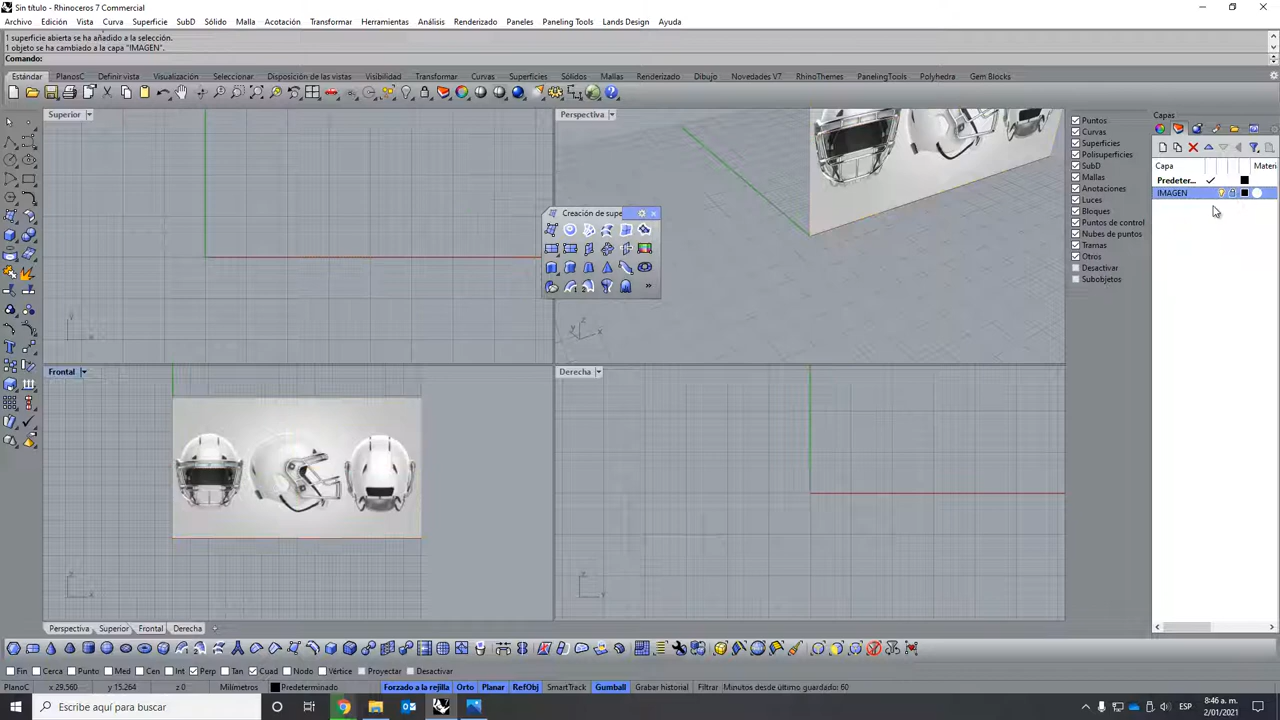 Sin título - Rhinoceros 7 Commercial
Archivo Edición Vista Curva Superficie SubD Sólido Malla Acotación Transformar Herramientas Análisis Renderizado Paneles Paneling Tools Lands Design Ayuda
1 superficie abierta se ha añadido a la selección.
1 objeto se ha cambiado a la capa "IMAGEN".
Comando:
Estándar PlanosC Definir vista Visualización Seleccionar Disposición de las vistas Visibilidad Transformar Curvas Superficies Sólidos Mallas Renderizado Dibujo Novedades V7 RhinoThemes PanelingTools Polyhedra Gem Blocks
Superior
Perspectiva
Creación de supe
Frontal
Derecha
Puntos
Curvas
Superficies
Polisuperficies
SubD
Mallas
Anotaciones
Luces
Bloques
Puntos de control
Nubes de puntos
Tramas
Otros
Desactivar
Subobjetos
Capas
Capa Materi
Predeter...
IMAGEN
z x y
y x
z x
z y
Perspectiva Superior Frontal Derecha
Fin Cerca Punto Med Cen Int Perp Tan Cuad Nodo Vértice Proyectar Desactivar
PlanoC x 29.560 y 15.264 z 0 Milímetros Predeterminado Forzado a la rejilla Orto Planar RefObj SmartTrack Gumball Grabar historial Filtrar Minutos desde último guardado: 60
Escribe aquí para buscar
ESP
8:46 a. m.
2/01/2021